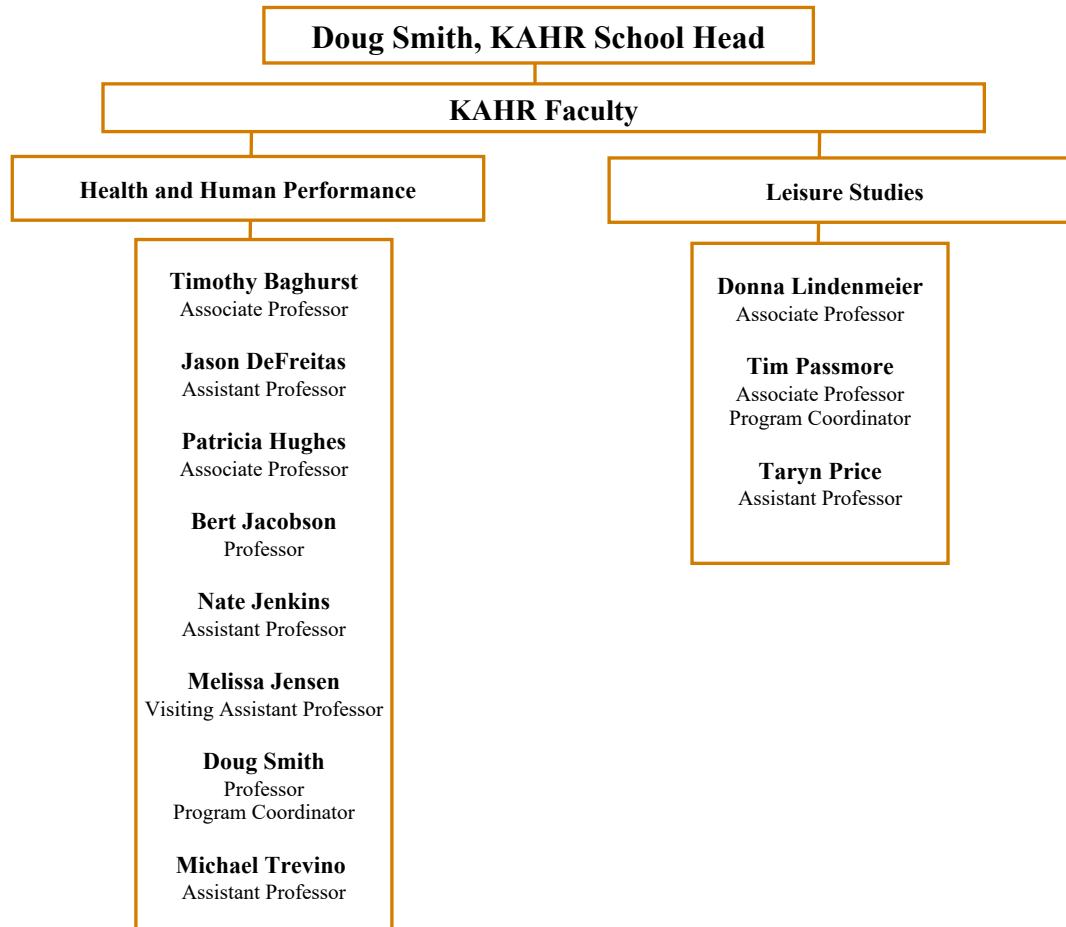 Doug Smith, KAHR School Head
KAHR Faculty
Health and Human Performance
Timothy Baghurst
Associate Professor
Jason DeFreitas
Assistant Professor
Patricia Hughes
Associate Professor
Bert Jacobson
Professor
Nate Jenkins
Assistant Professor
Melissa Jensen
Visiting Assistant Professor
Doug Smith
Professor
Program Coordinator
Michael Trevino
Assistant Professor
Leisure Studies
Donna Lindenmeier
Associate Professor
Tim Passmore
Associate Professor
Program Coordinator
Taryn Price
Assistant Professor